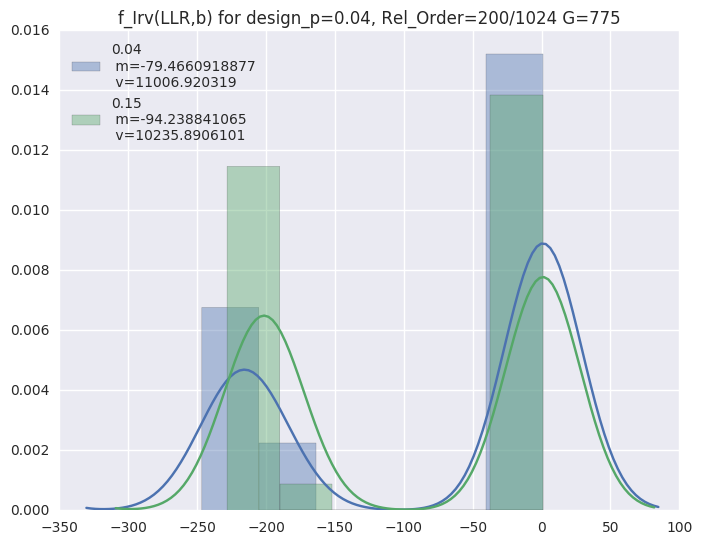 f_Irv(LLR,b) for design_p=0.04, Rel_Order=200/1024 G=775
0.016
0.014
0.012
0.010
0.008
0.006
0.004
0.002
0.000
0.04
m=-79.4660918877
v=11006.920319
0.15
m=-94.238841065
v=10235.8906101
−350 −300 −250 −200 −150 −100 −50 0 50 100